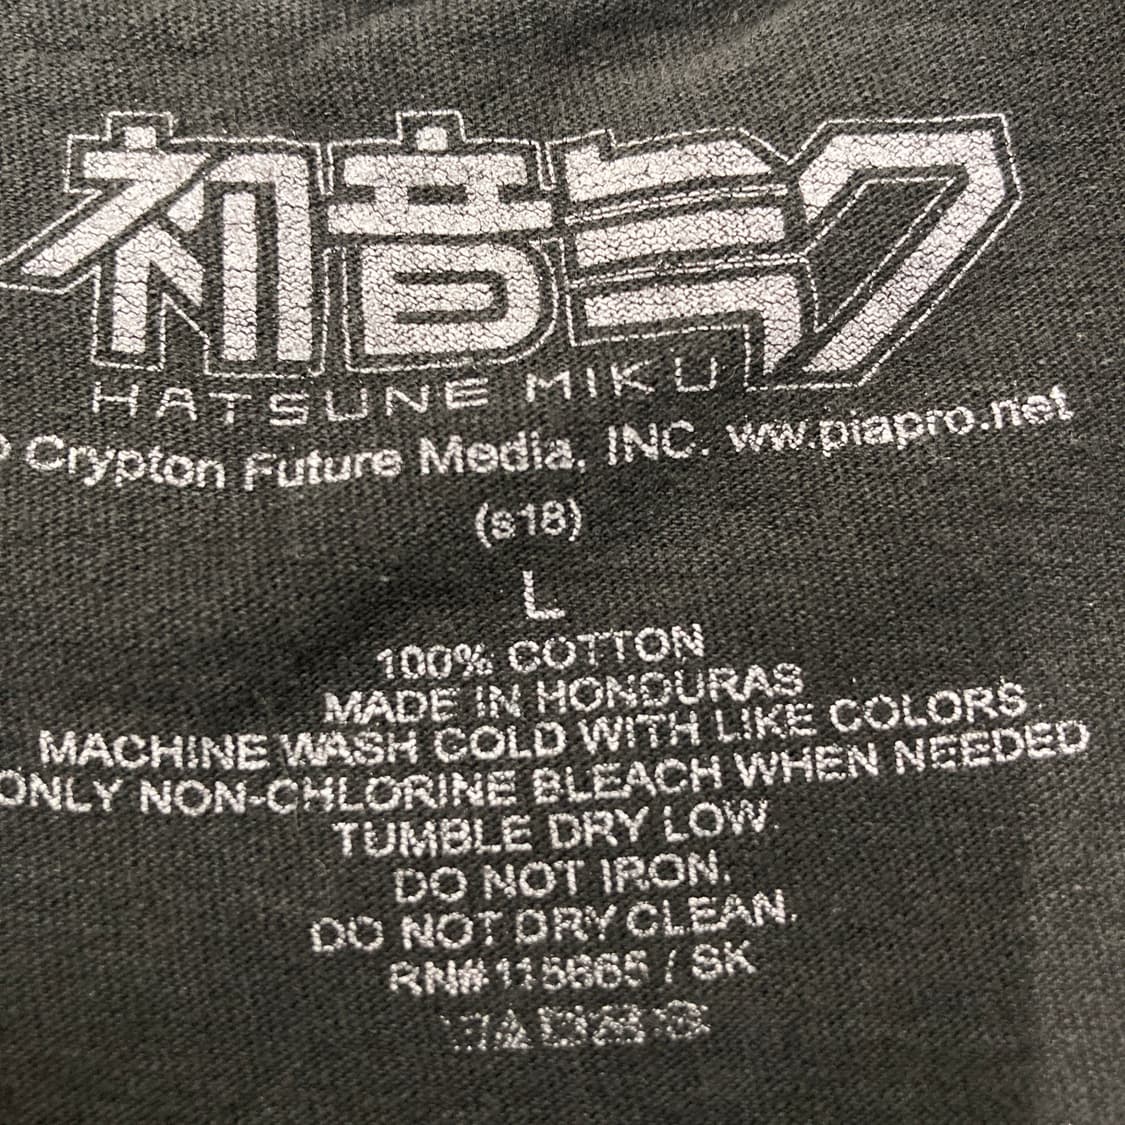 初音ミク
HATSUNE MIKU
© Crypton Future Media, INC. ww.piapro.net
(s18)
L
100% COTTON
MADE IN HONDURAS
MACHINE WASH COLD WITH LIKE COLORS
ONLY NON-CHLORINE BLEACH WHEN NEEDED
TUMBLE DRY LOW.
DO NOT IRON.
DO NOT DRY CLEAN.
RN# 115665 / SK